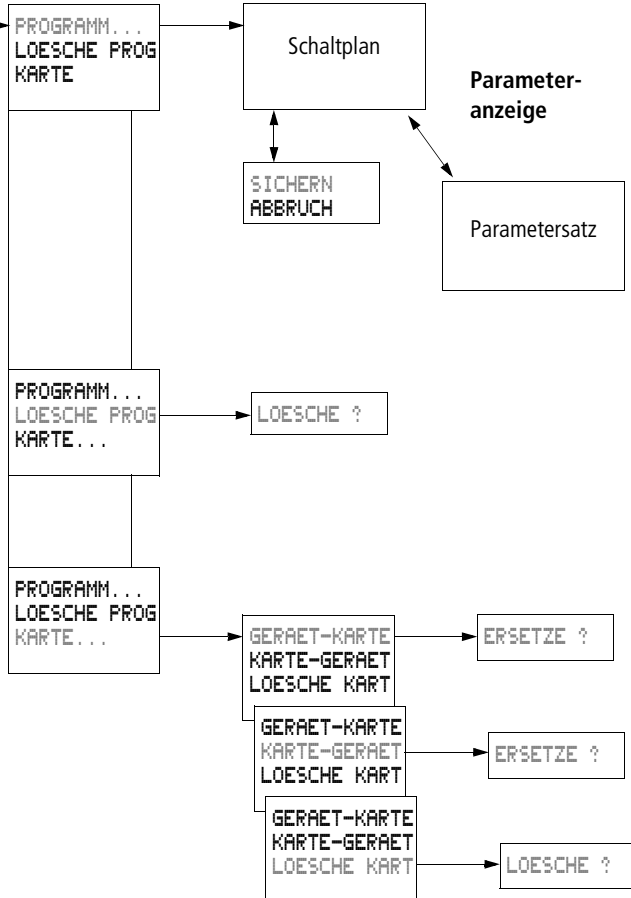 PROGRAMM...
LOESCHE PROG
KARTE
Schaltplan
Parameter-
anzeige
SICHERN
ABBRUCH
Parametersatz
PROGRAMM...
LOESCHE PROG
KARTE...
LOESCHE ?
PROGRAMM...
LOESCHE PROG
KARTE...
GERAET-KARTE
KARTE-GERAET
LOESCHE KART
ERSETZE ?
GERAET-KARTE
KARTE-GERAET
LOESCHE KART
ERSETZE ?
GERAET-KARTE
KARTE-GERAET
LOESCHE KART
LOESCHE ?